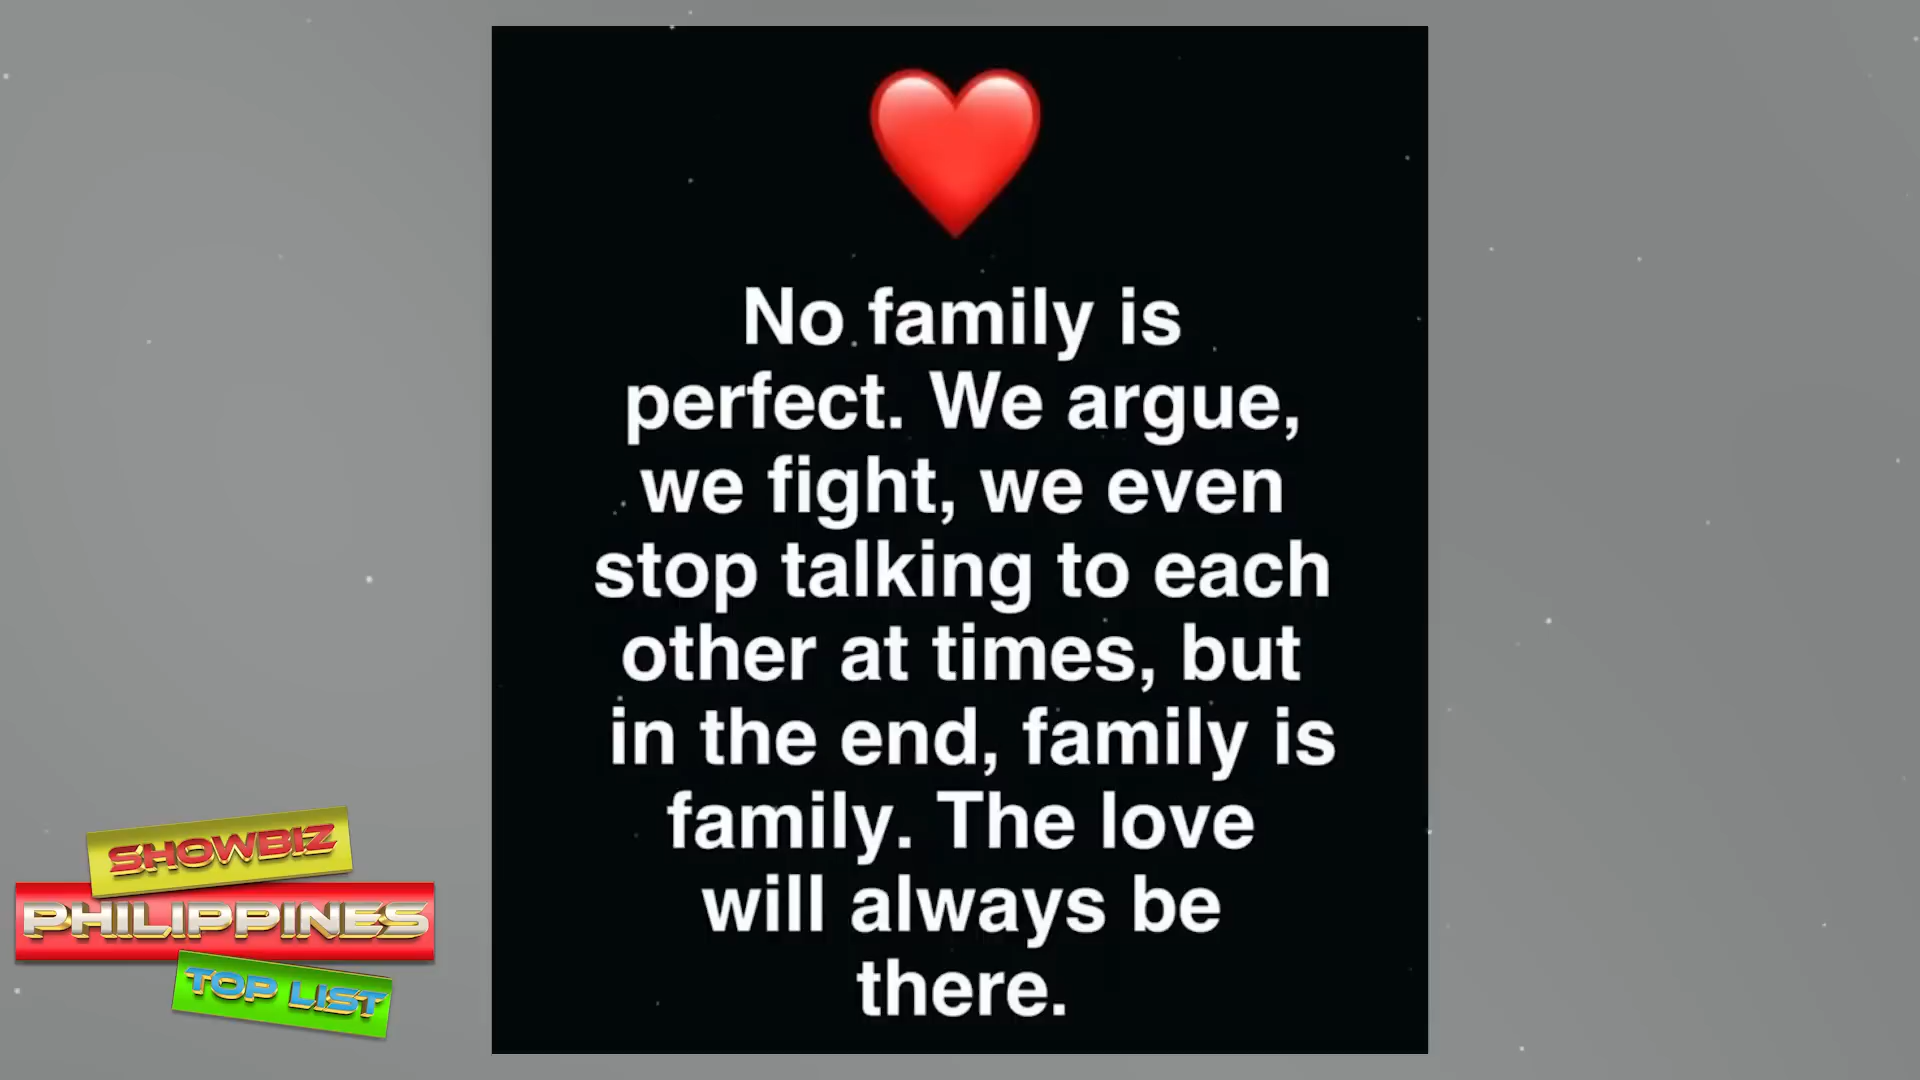 No family is
perfect. We argue,
we fight, we even
stop talking to each
other at times, but
in the end, family is
family. The love
will always be
there.
SHOWBIZ
PHILIPPINES
TOP LIST